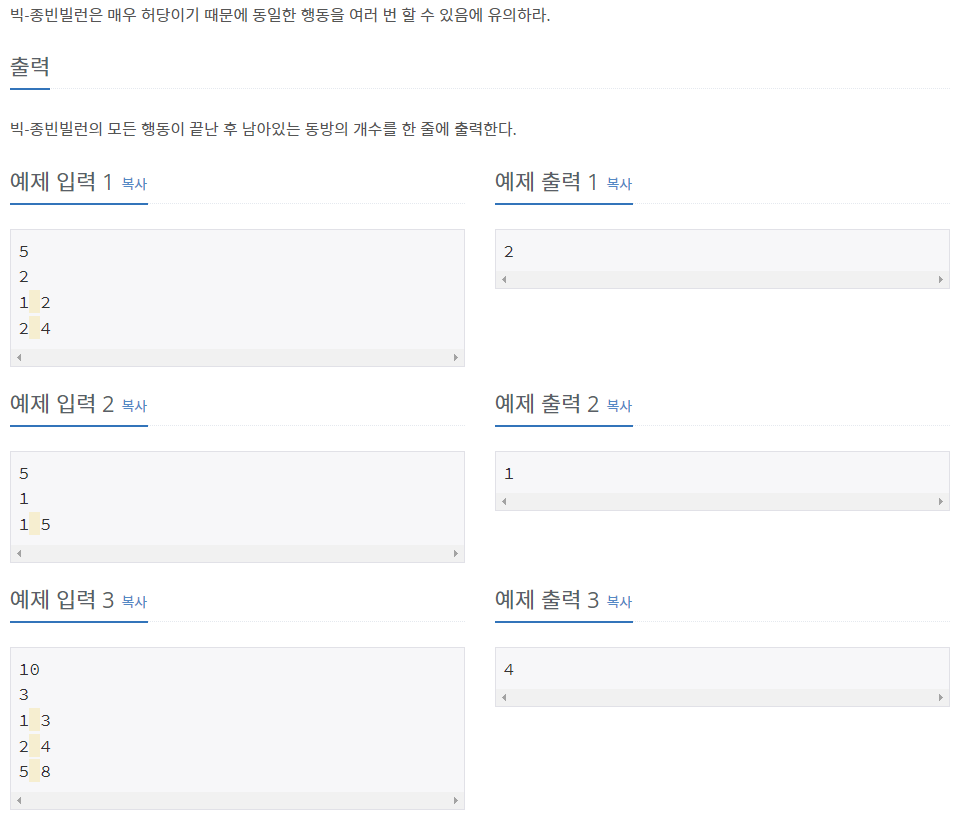 빅-종빈빌런은 매우 허당이기 때문에 동일한 행동을 여러 번 할 수 있음에 유의하라.
출력
빅-종빈빌런의 모든 행동이 끝난 후 남아있는 동방의 개수를 한 줄에 출력한다.
예제 입력 1 복사
5
2
1 2
2 4
예제 출력 1 복사
2
예제 입력 2 복사
5
1
1 5
예제 출력 2 복사
1
예제 입력 3 복사
10
3
1 3
2 4
5 8
예제 출력 3 복사
4